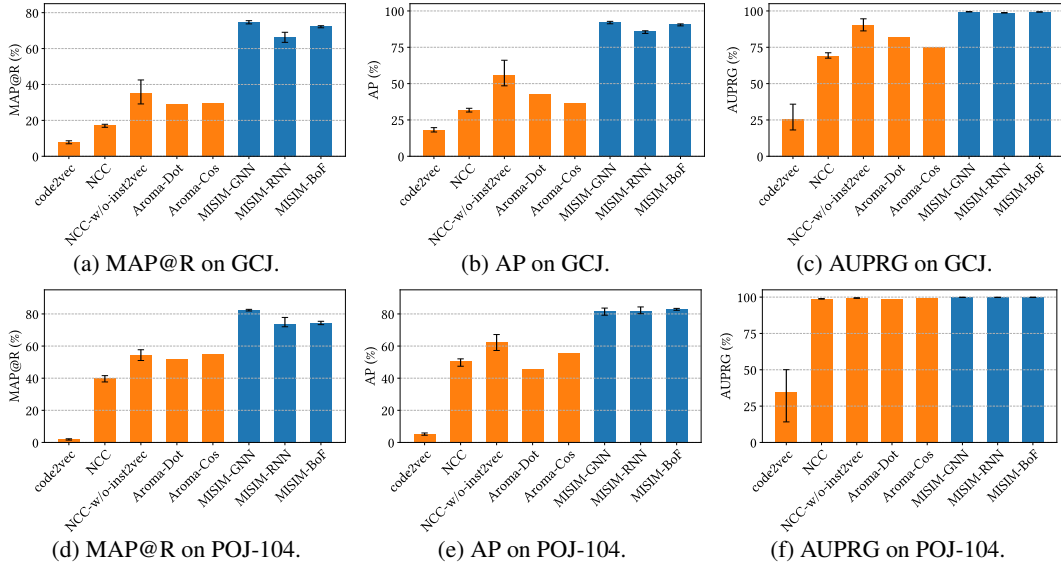 MAP@R (%)
80
60
40
20
0
code2vec
NCC
NCC-w/o-inst2vec
Aroma-Dot
Aroma-Cos
MISIM-GNN
MISIM-RNN
MISIM-BoF
(a) MAP@R on GCJ.
AP (%)
100
75
50
25
0
code2vec
NCC
NCC-w/o-inst2vec
Aroma-Dot
Aroma-Cos
MISIM-GNN
MISIM-RNN
MISIM-BoF
(b) AP on GCJ.
AUPRG (%)
100
75
50
25
0
code2vec
NCC
NCC-w/o-inst2vec
Aroma-Dot
Aroma-Cos
MISIM-GNN
MISIM-RNN
MISIM-BoF
(c) AUPRG on GCJ.
MAP@R (%)
80
60
40
20
0
code2vec
NCC
NCC-w/o-inst2vec
Aroma-Dot
Aroma-Cos
MISIM-GNN
MISIM-RNN
MISIM-BoF
(d) MAP@R on POJ-104.
AP (%)
80
60
40
20
0
code2vec
NCC
NCC-w/o-inst2vec
Aroma-Dot
Aroma-Cos
MISIM-GNN
MISIM-RNN
MISIM-BoF
(e) AP on POJ-104.
AUPRG (%)
100
75
50
25
0
code2vec
NCC
NCC-w/o-inst2vec
Aroma-Dot
Aroma-Cos
MISIM-GNN
MISIM-RNN
MISIM-BoF
(f) AUPRG on POJ-104.